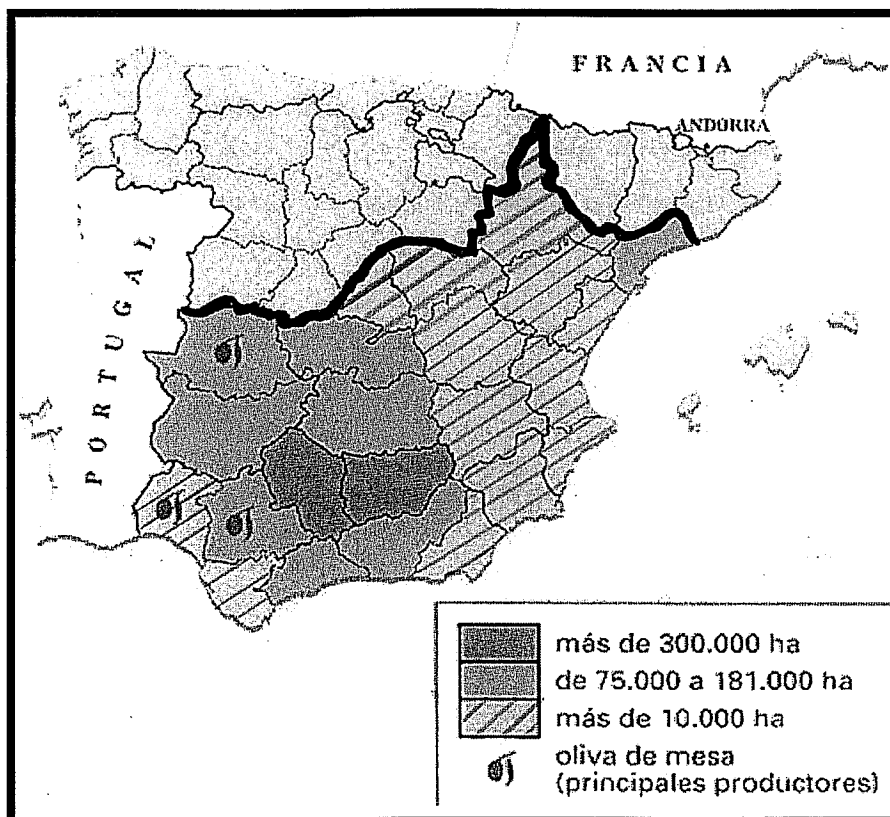 FRANCIA
ANDORRA
PORTUGAL
más de 300.000 ha
de 75.000 a 181.000 ha
más de 10.000 ha
oliva de mesa
(principales productores)